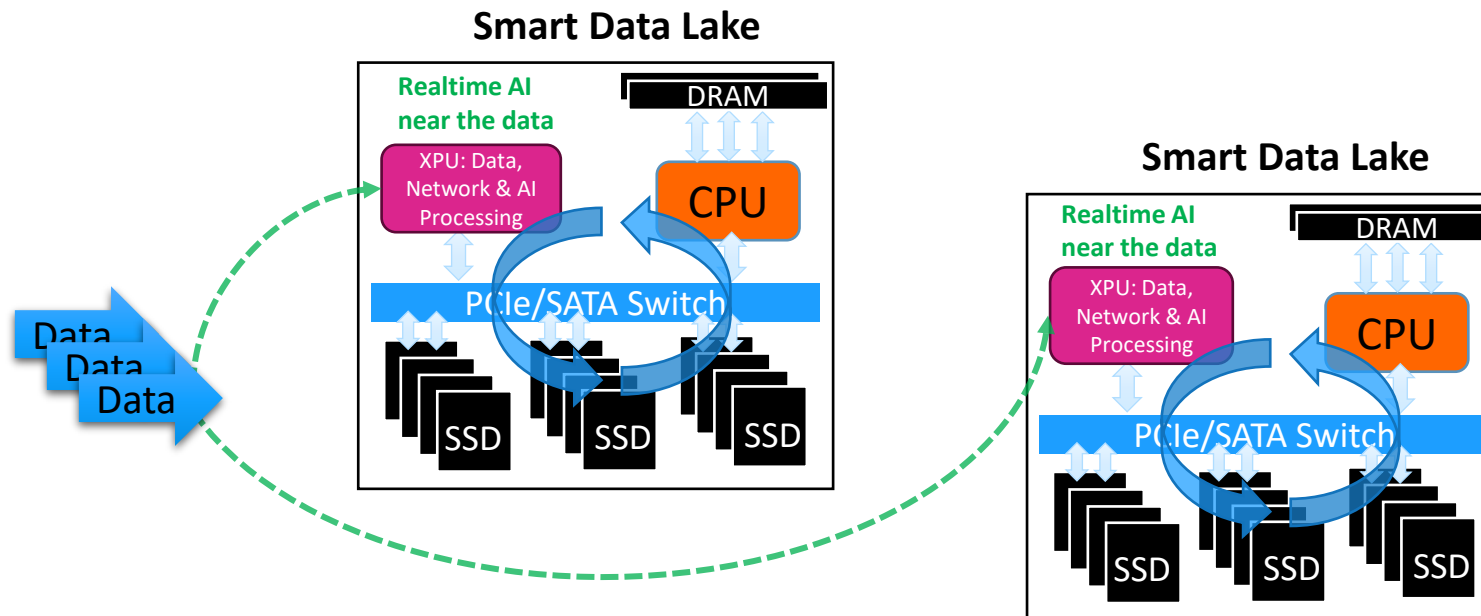 Smart Data Lake
Realtime AI
near the data
DRAM
XPU: Data,
Network & AI
Processing
CPU
PCIe/SATA Switch
SSD
SSD
SSD
Data
Data
Data
Smart Data Lake
Realtime AI
near the data
DRAM
XPU: Data,
Network & AI
Processing
CPU
PCIe/SATA Switch
SSD
SSD
SSD